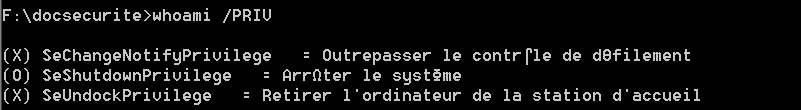 F:\docsecurite>whoami /PRIV
(X) SeChangeNotifyPrivilege = Outrepasser le contr⌠le de dθfilement
(O) SeShutdownPrivilege = ArrΩter le systΦme
(X) SeUndockPrivilege = Retirer l'ordinateur de la station d'accueil